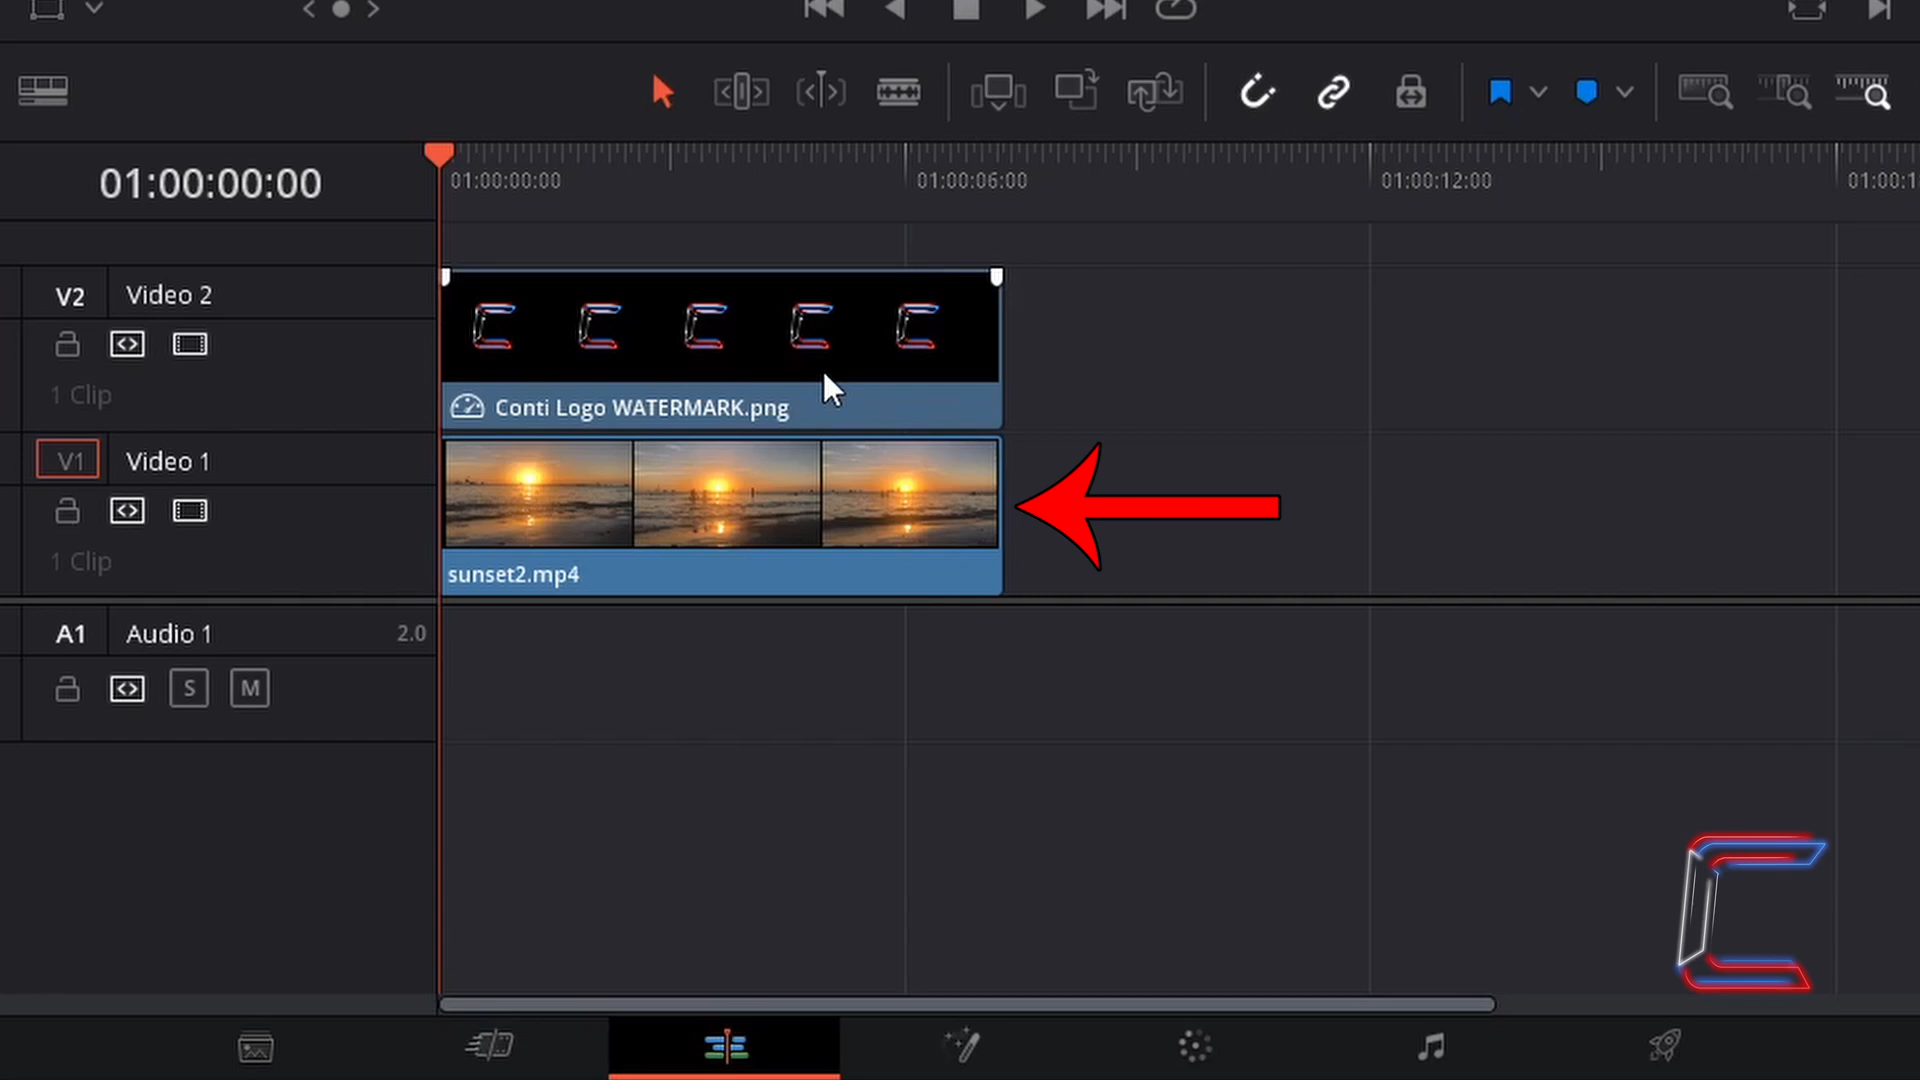 01:00:00:00
01:00:00:00
01:00:06:00
01:00:12:00
01:00:1
V2
Video 2
1 Clip
Conti Logo WATERMARK.png
V1
Video 1
1 Clip
sunset2.mp4
A1
Audio 1
2.0
S
M